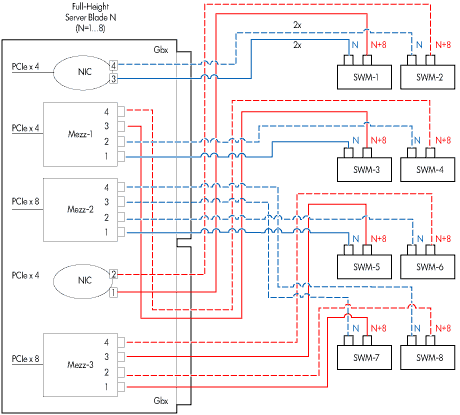 Full-Height
Server Blade N
(N=1...8)
Gbx
2x
2x
PCIe x 4
NIC
4
3
N
N+8
N
N+8
SWM-1
SWM-2
PCIe x 4
Mezz-1
4
3
2
1
N
N+8
N
N+8
SWM-3
SWM-4
PCIe x 8
Mezz-2
4
3
2
1
N
N+8
N
N+8
SWM-5
SWM-6
PCIe x 4
NIC
2
1
N
N+8
N
N+8
SWM-7
SWM-8
PCIe x 8
Mezz-3
4
3
2
1
Gbx